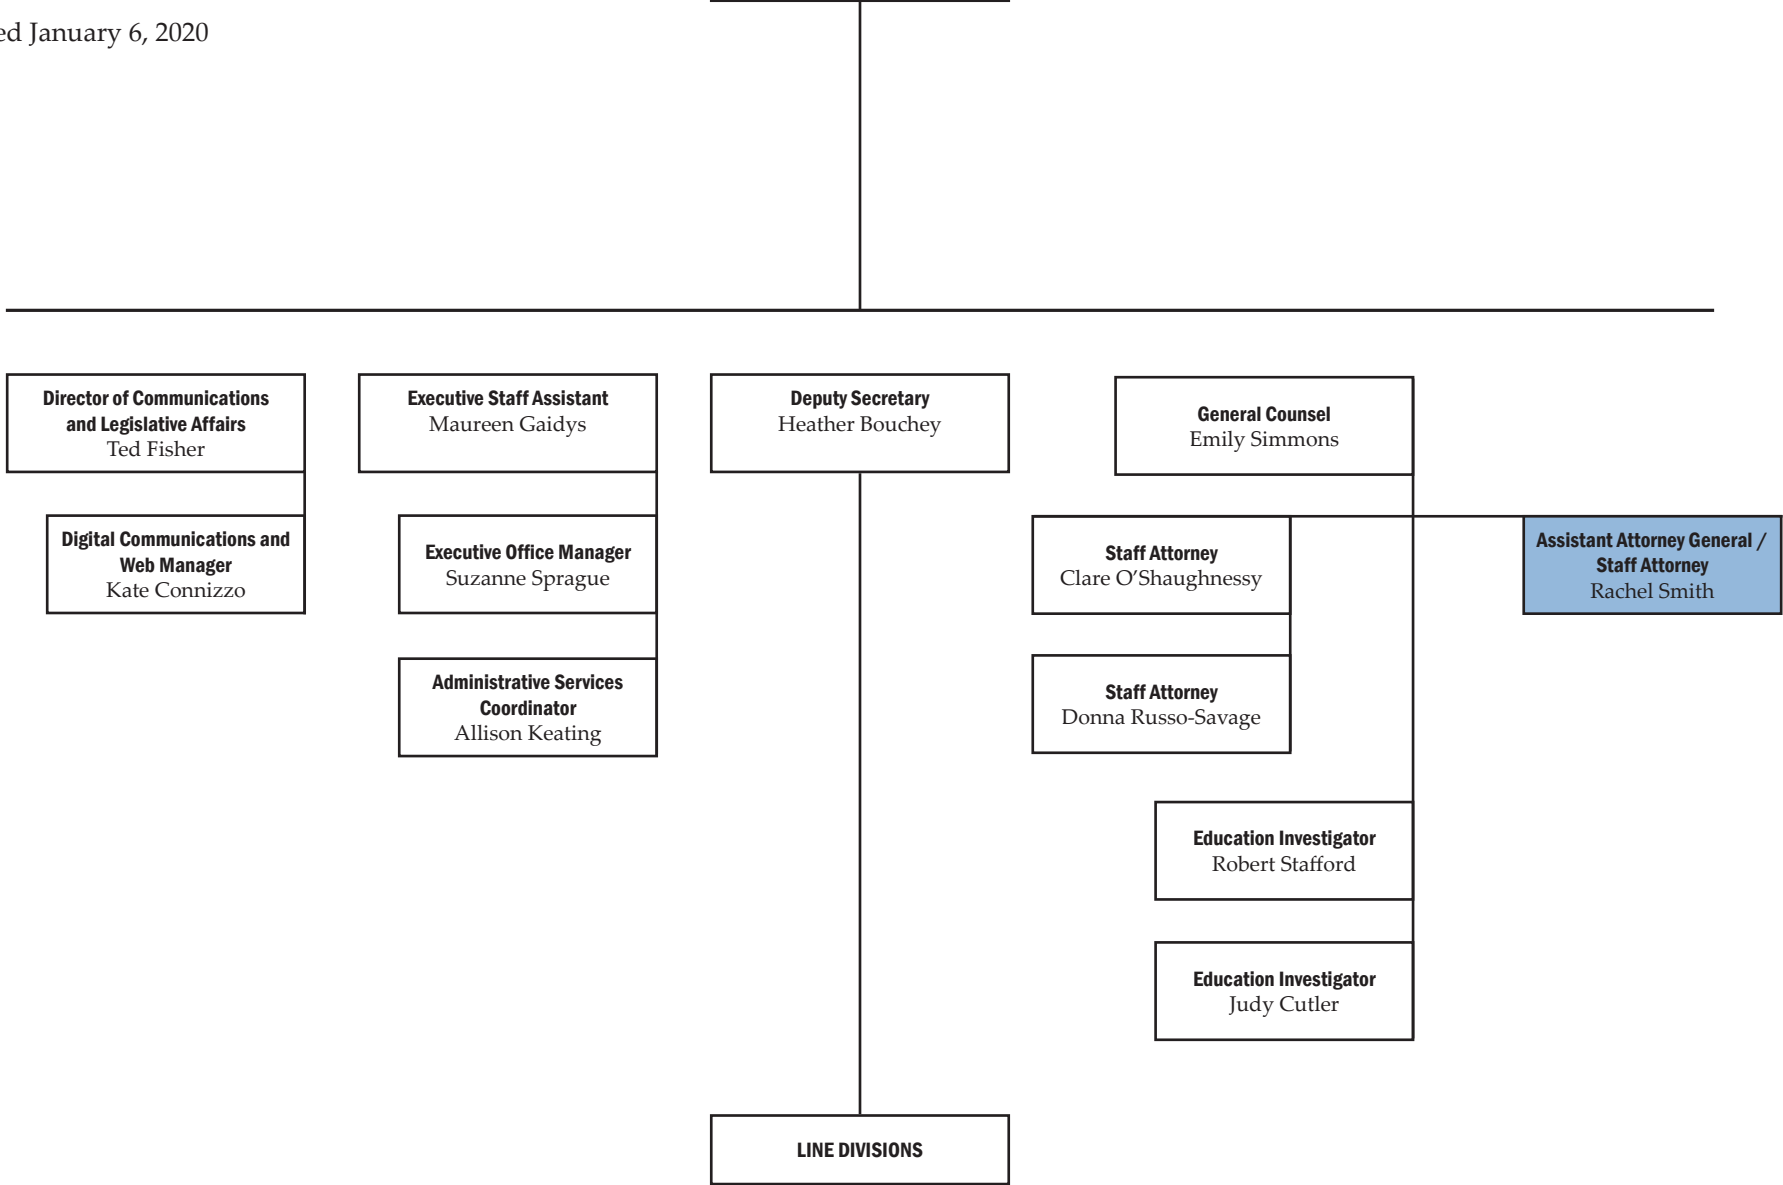 January 6, 2020
Director of Communications
and Legislative Affairs
Ted Fisher
Executive Staff Assistant
Maureen Gaidys
Deputy Secretary
Heather Bouchey
General Counsel
Emily Simmons
Digital Communications and
Web Manager
Kate Connizzo
Executive Office Manager
Suzanne Sprague
Staff Attorney
Clare O'Shaughnessy
Assistant Attorney General /
Staff Attorney
Rachel Smith
Administrative Services
Coordinator
Allison Keating
Staff Attorney
Donna Russo-Savage
Education Investigator
Robert Stafford
Education Investigator
Judy Cutler
LINE DIVISIONS